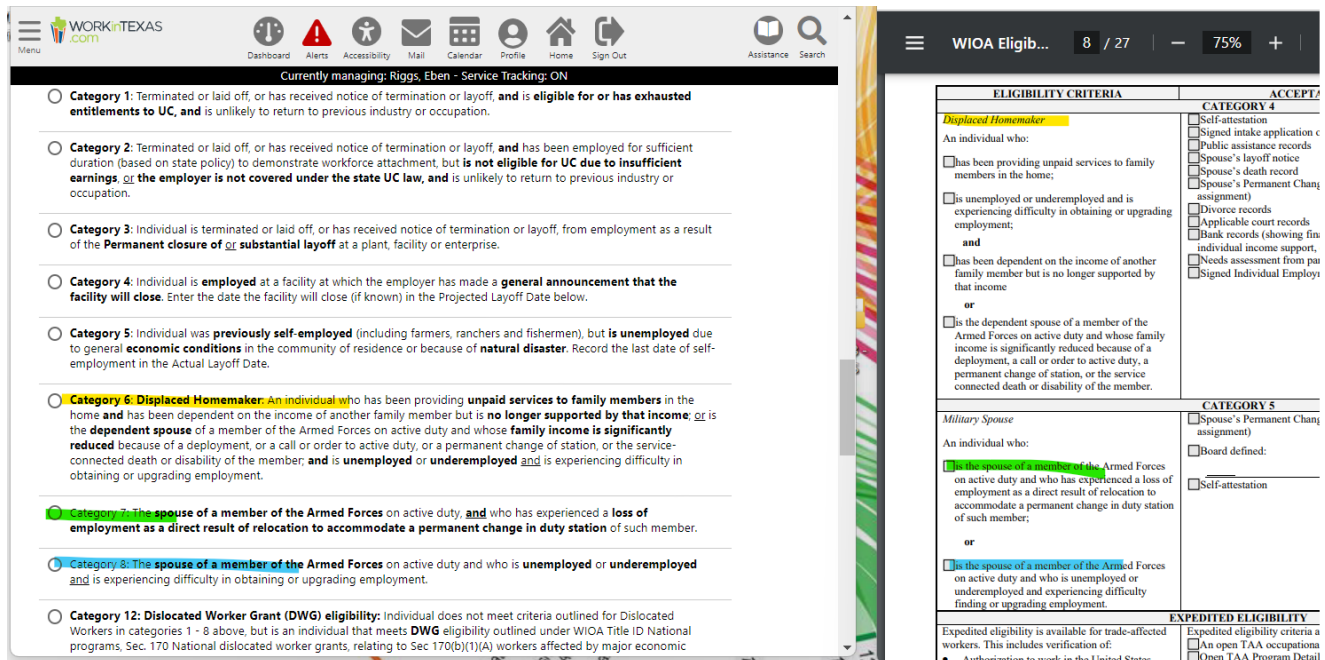 WORKinTEXAS
.com
Menu
Dashboard
Alerts
Accessibility
Mail
Calendar
Profile
Home
Sign Out
Assistance
Search
Currently managing: Riggs, Eben - Service Tracking: ON
Category 1: Terminated or laid off, or has received notice of termination or layoff, and is eligible for or has exhausted
entitlements to UC, and is unlikely to return to previous industry or occupation.
Category 2: Terminated or laid off, or has received notice of termination or layoff, and has been employed for sufficient
duration (based on state policy) to demonstrate workforce attachment, but is not eligible for UC due to insufficient
earnings, or the employer is not covered under the state UC law, and is unlikely to return to previous industry or
occupation.
Category 3: Individual is terminated or laid off, or has received notice of termination or layoff, from employment as a result
of the Permanent closure of or substantial layoff at a plant, facility or enterprise.
Category 4: Individual is employed at a facility at which the employer has made a general announcement that the
facility will close. Enter the date the facility will close (if known) in the Projected Layoff Date below.
Category 5: Individual was previously self-employed (including farmers, ranchers and fishermen), but is unemployed due
to general economic conditions in the community of residence or because of natural disaster. Record the last date of self-
employment in the Actual Layoff Date.
Category 6: Displaced Homemaker: An individual who has been providing unpaid services to family members in the
home and has been dependent on the income of another family member but is no longer supported by that income; or is
the dependent spouse of a member of the Armed Forces on active duty and whose family income is significantly
reduced because of a deployment, or a call or order to active duty, or a permanent change of station, or the service-
connected death or disability of the member; and is unemployed or underemployed and is experiencing difficulty in
obtaining or upgrading employment.
Category 7: The spouse of a member of the Armed Forces on active duty, and who has experienced a loss of
employment as a direct result of relocation to accommodate a permanent change in duty station of such member.
Category 8: The spouse of a member of the Armed Forces on active duty and who is unemployed or underemployed
and is experiencing difficulty in obtaining or upgrading employment.
Category 12: Dislocated Worker Grant (DWG) eligibility: Individual does not meet criteria outlined for Dislocated
Workers in categories 1 - 8 above, but is an individual that meets DWG eligibility outlined under WIOA Title ID National
programs, Sec. 170 National dislocated worker grants, relating to Sec 170(b)(1)(A) workers affected by major economic
WIOA Eligib... 8 / 27 75%
ELIGIBILITY CRITERIA
CATEGORY 4
Displaced Homemaker
An individual who:
has been providing unpaid services to family
members in the home;
is unemployed or underemployed and is
experiencing difficulty in obtaining or upgrading
employment;
and
has been dependent on the income of another
family member but is no longer supported by
that income
or
is the dependent spouse of a member of the
Armed Forces on active duty and whose family
income is significantly reduced because of a
deployment, a call or order to active duty, a
permanent change of station, or the service
connected death or disability of the member.
Self-attestation
Signed intake application
Public assistance records
Spouse's layoff notice
Spouse's death record
Spouse's Permanent
assignment)
Divorce records
Applicable court records
Bank records (showing
individual income support,
Needs assessment from
Signed Individual
CATEGORY 5
Military Spouse
An individual who:
is the spouse of a member of the Armed Forces
on active duty and who has experienced a loss of
employment as a direct result of relocation to
accommodate a permanent change in duty station
of such member;
or
is the spouse of a member of the Armed Forces
on active duty and who is unemployed or
underemployed and experiencing difficulty
finding or upgrading employment.
Spouse's Permanent
assignment)
Board defined:
Self-attestation
EXPEDITED ELIGIBILITY
Expedited eligibility is available for trade-affected
workers. This includes verification of:
Expedited eligibility criteria
An open TAA
Open TAA Program